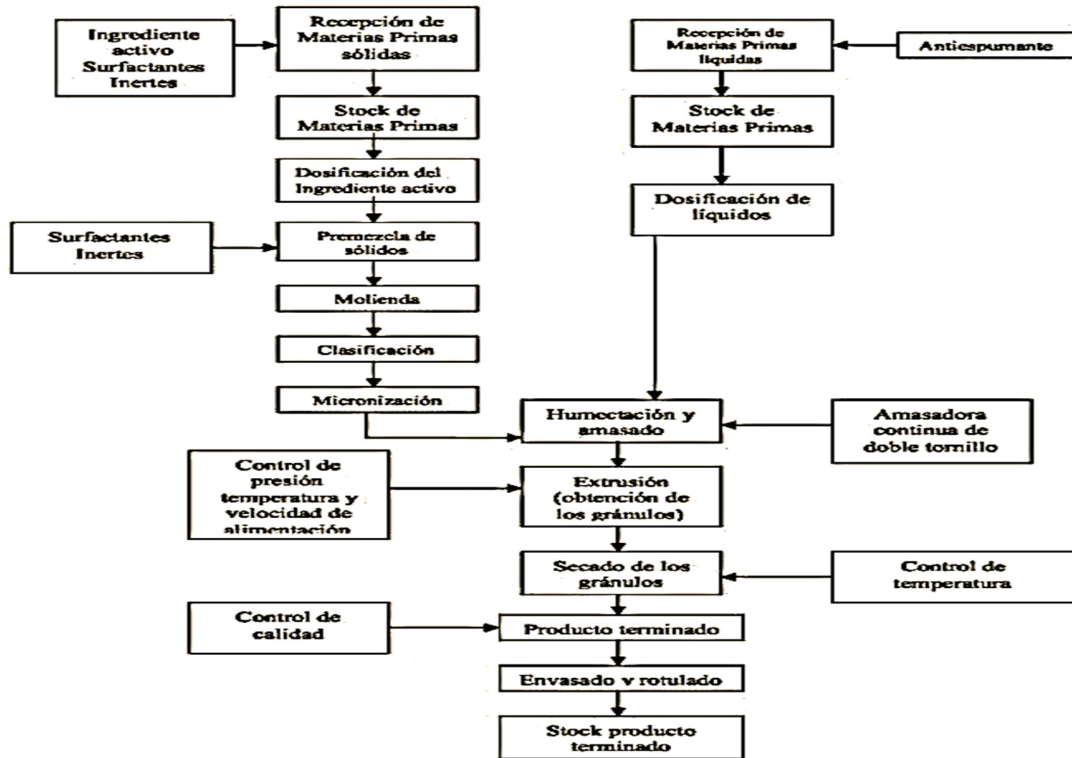 Ingrediente
activo
Surfactantes
Inertes
Recepción de
Materias Primas
sólidas
Recepción de
Materias Primas
líquidas
Antiespumante
Stock de
Materias Primas
Stock de
Materias Primas
Dosificación del
Ingrediente activo
Dosificación de
líquidos
Surfactantes
Inertes
Premezcla de
sólidos
Molienda
Clasificación
Micronización
Humectación y
amasado
Amasadora
continua de
doble tornillo
Control de
presión
temperatura y
velocidad de
alimentación
Extrusión
(obtención de
los gránulos)
Secado de los
gránulos
Control de
temperatura
Control de
calidad
Producto terminado
Envasado y rotulado
Stock producto
terminado